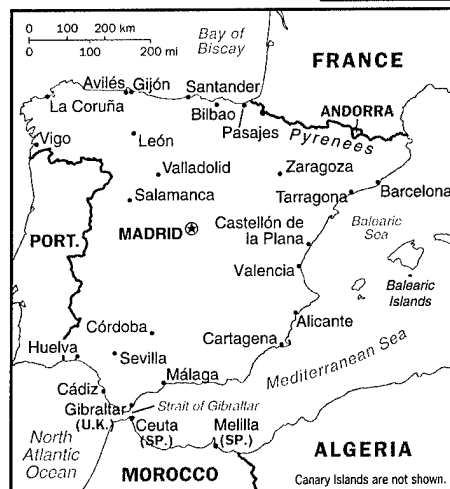 0 100 200 km
0 100 200 mi
Bay of
Biscay
FRANCE
Avilés
Gijón
Santander
La Coruña
Bilbao
ANDORRA
Pasajes
Pyrenees
Vigo
León
Valladolid
Zaragoza
Salamanca
Tarragona
Barcelona
MADRID
Castellón de
la Plana
Balearic
Sea
PORT.
Valencia
Balearic
Islands
Alicante
Córdoba
Cartagena
Huelva
Sevilla
Mediterranean Sea
Málaga
Cádiz
Gibraltar
(U.K.)
Strait of Gibraltar
Ceuta
(SP.)
Melilla
(SP.)
North
Atlantic
Ocean
ALGERIA
MOROCCO
Canary Islands are not shown.